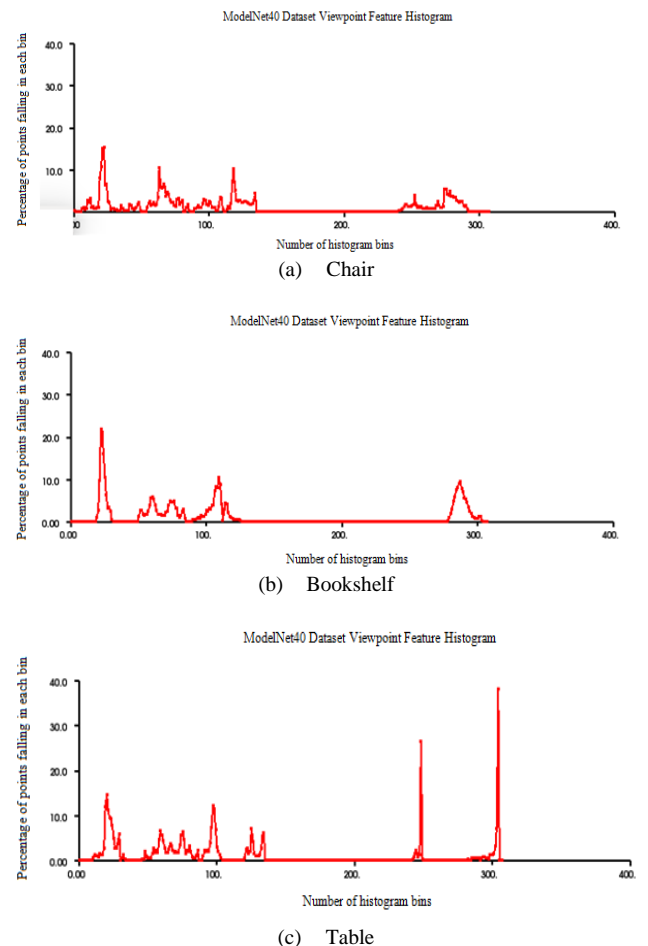 ModelNet40 Dataset Viewpoint Feature Histogram
Percentage of points falling in each bin
40.0
30.0
20.0
10.0
00 100. 200. 300. 400.
Number of histogram bins
(a) Chair
ModelNet40 Dataset Viewpoint Feature Histogram
Percentage of points falling in each bin
40.0
30.0
20.0
10.0
0.00
0.00 100. 200. 300. 400.
Number of histogram bins
(b) Bookshelf
ModelNet40 Dataset Viewpoint Feature Histogram
Percentage of points falling in each bin
40.0
30.0
20.0
10.0
0.00
0.00 100. 200. 300. 400.
Number of histogram bins
(c) Table